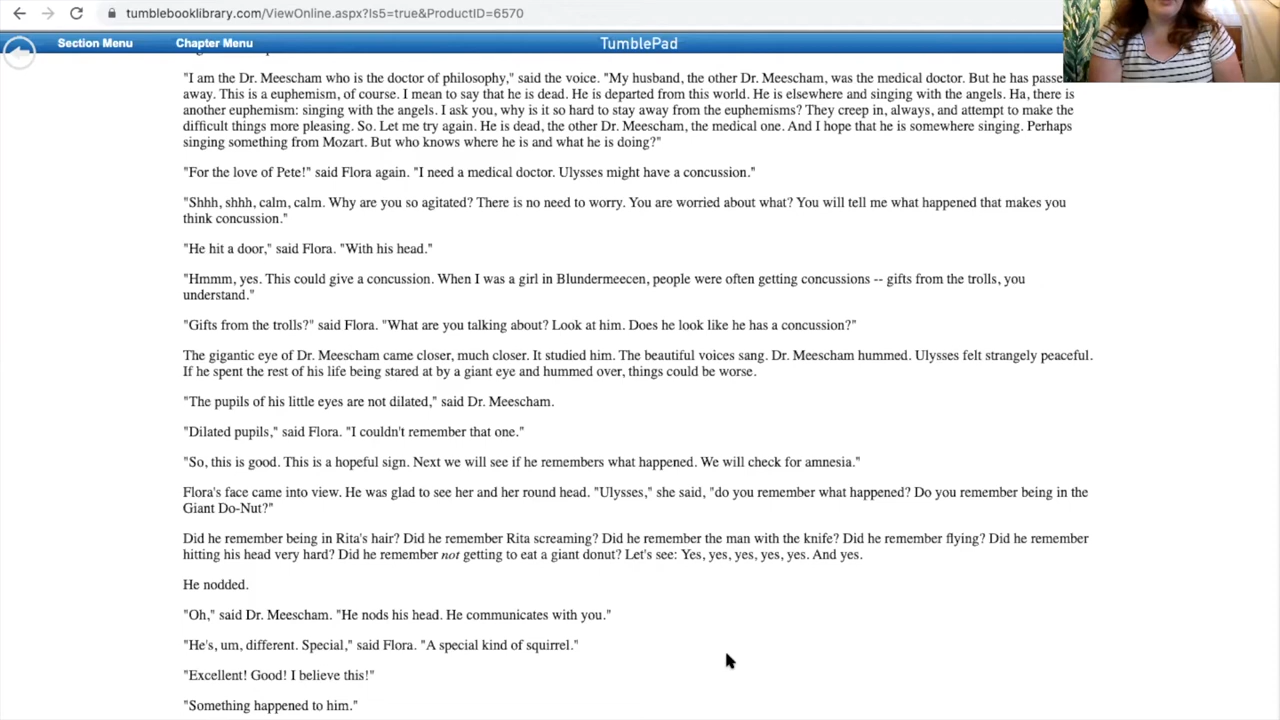 tumblebooklibrary.com/ViewOnline.aspx?ls5=true&ProductID=6570
Section Menu Chapter Menu TumblePad
"I am the Dr. Meescham who is the doctor of philosophy," said the voice. "My husband, the other Dr. Meescham, was the medical doctor. But he has passed
away. This is a euphemism, of course. I mean to say that he is dead. He is departed from this world. He is elsewhere and singing with the angels. Ha, there is
another euphemism: singing with the angels. I ask you, why is it so hard to stay away from the euphemisms? They creep in, always, and attempt to make the
difficult things more pleasing. So. Let me try again. He is dead, the other Dr. Meescham, the medical one. And I hope that he is somewhere singing. Perhaps
singing something from Mozart. But who knows where he is and what he is doing?"
"For the love of Pete!" said Flora again. "I need a medical doctor. Ulysses might have a concussion."
"Shhh, shhh, calm, calm. Why are you so agitated? There is no need to worry. You are worried about what? You will tell me what happened that makes you
think concussion."
"He hit a door," said Flora. "With his head."
"Hmmm, yes. This could give a concussion. When I was a girl in Blundermeecen, people were often getting concussions -- gifts from the trolls, you
understand."
"Gifts from the trolls?" said Flora. "What are you talking about? Look at him. Does he look like he has a concussion?"
The gigantic eye of Dr. Meescham came closer, much closer. It studied him. The beautiful voices sang. Dr. Meescham hummed. Ulysses felt strangely peaceful.
If he spent the rest of his life being stared at by a giant eye and hummed over, things could be worse.
"The pupils of his little eyes are not dilated," said Dr. Meescham.
"Dilated pupils," said Flora. "I couldn't remember that one."
"So, this is good. This is a hopeful sign. Next we will see if he remembers what happened. We will check for amnesia."
Flora's face came into view. He was glad to see her and her round head. "Ulysses," she said, "do you remember what happened? Do you remember being in the
Giant Do-Nut?"
Did he remember being in Rita's hair? Did he remember Rita screaming? Did he remember the man with the knife? Did he remember flying? Did he remember
hitting his head very hard? Did he remember not getting to eat a giant donut? Let's see: Yes, yes, yes, yes, yes. And yes.
He nodded.
"Oh," said Dr. Meescham. "He nods his head. He communicates with you."
"He's, um, different. Special," said Flora. "A special kind of squirrel."
"Excellent! Good! I believe this!"
"Something happened to him."